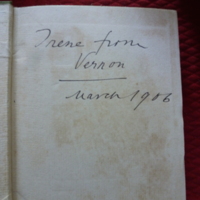 Irene from
Vernon
March 1906